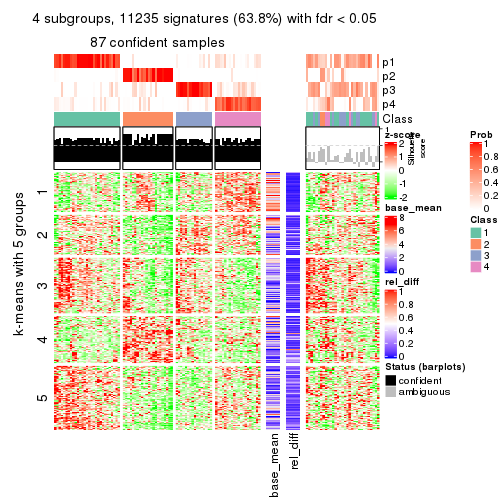 4 subgroups, 11235 signatures (63.8%) with fdr < 0.05
87 confident samples
p1
p2
p3
p4
Class
1
Silhouette
score
k-means with 5 groups
1
2
3
4
5
base_mean
rel_diff
z-score
2
1
0
-1
-2
base_mean
8
6
4
2
0
rel_diff
1
0.8
0.6
0.4
0.2
0
Status (barplots)
confident
ambiguous
Prob
1
0.8
0.6
0.4
0.2
0
Class
1
2
3
4